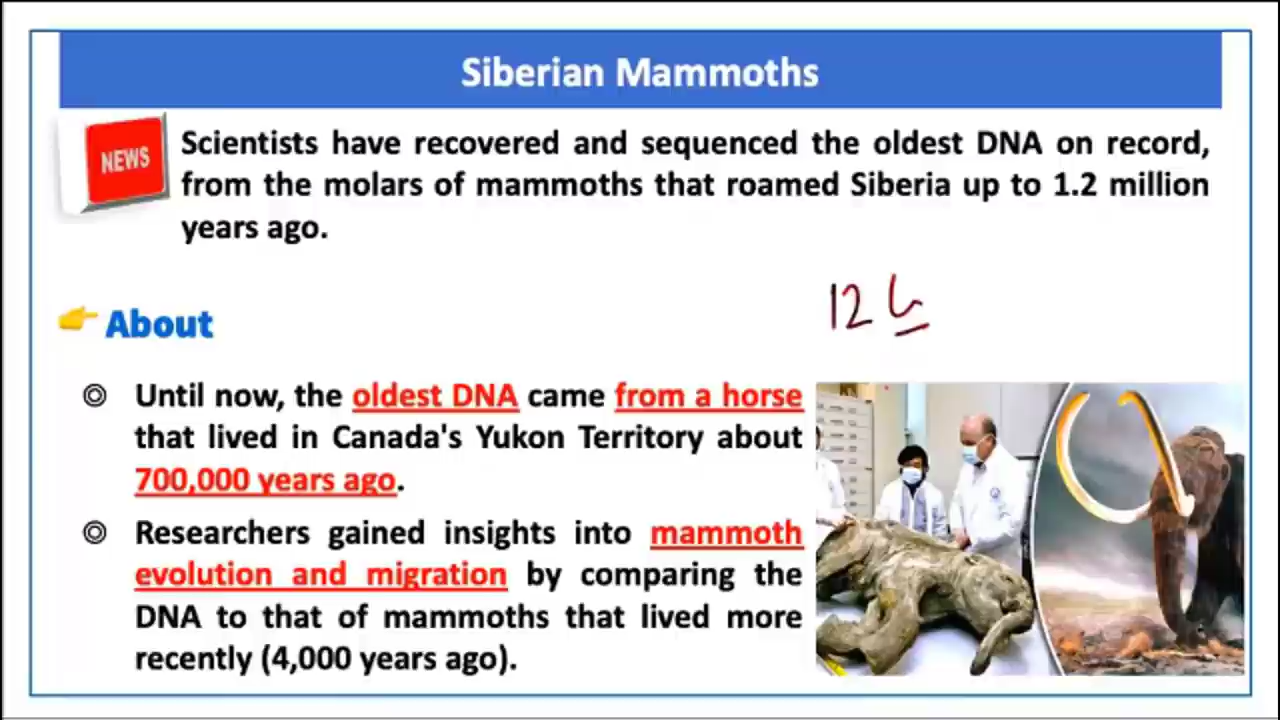 Siberian Mammoths
NEWS
Scientists have recovered and sequenced the oldest DNA on record,
from the molars of mammoths that roamed Siberia up to 1.2 million
years ago.
12
About
Until now, the oldest DNA came from a horse
that lived in Canada's Yukon Territory about
700,000 years ago.
Researchers gained insights into mammoth
evolution and migration by comparing the
DNA to that of mammoths that lived more
recently (4,000 years ago).